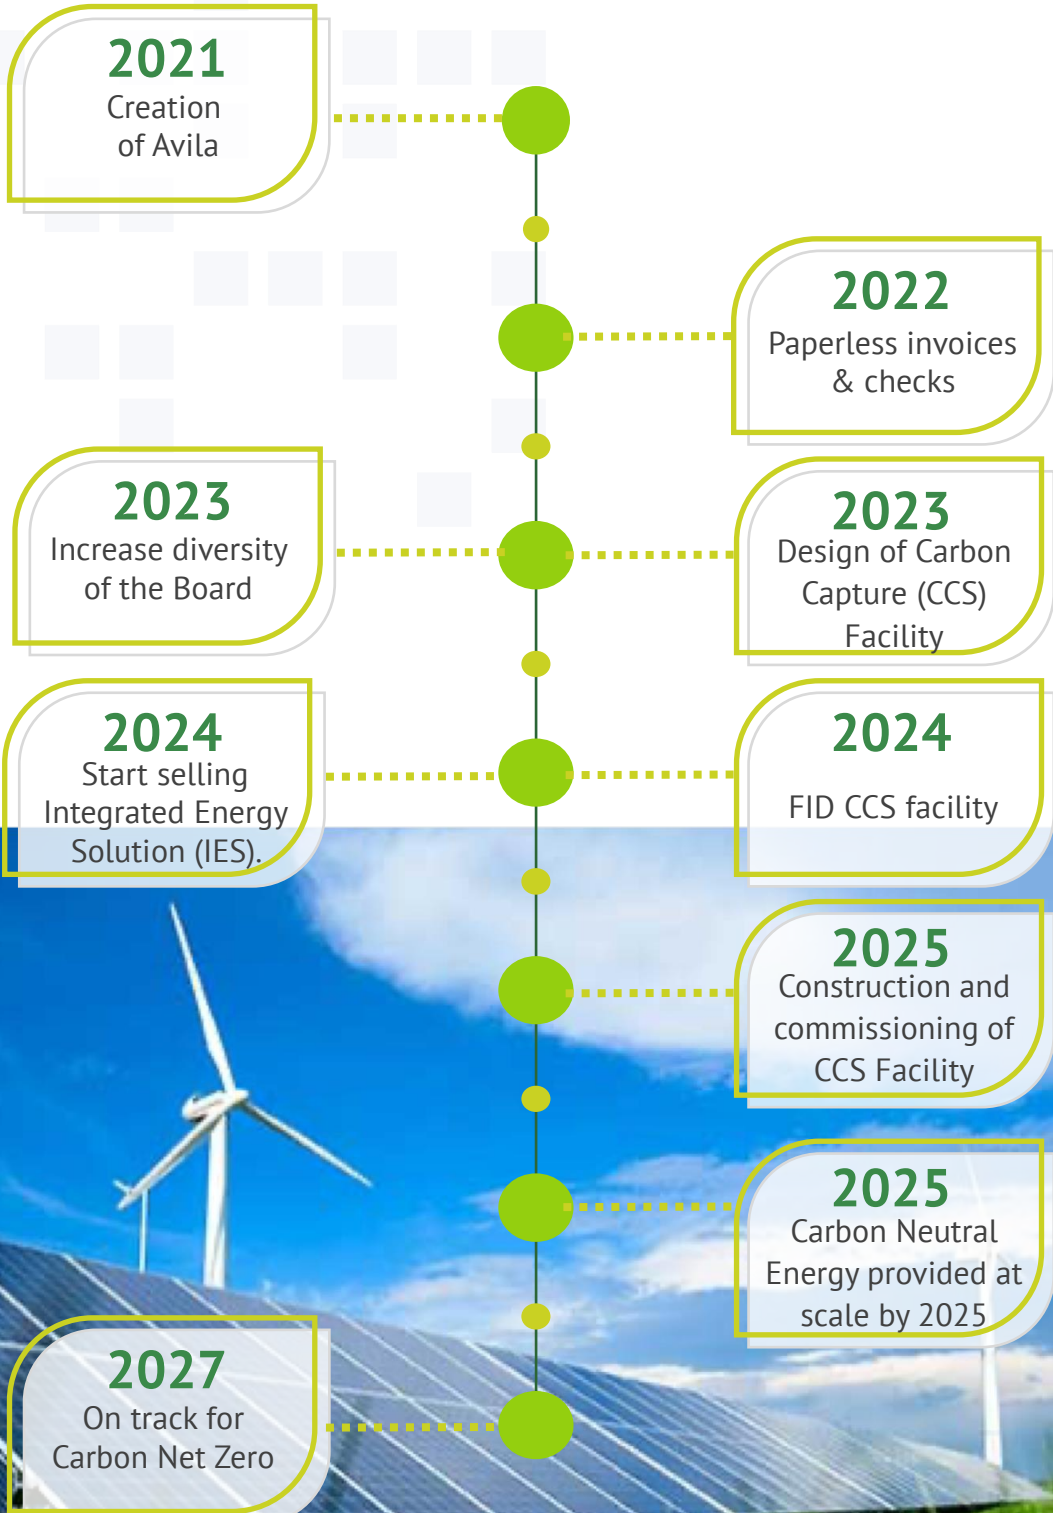 2021
Creation
of Avila
2022
Paperless invoices
& checks
2023
Increase diversity
of the Board
2023
Design of Carbon
Capture (CCS)
Facility
2024
Start selling
Integrated Energy
Solution (IES).
2024
FID CCS facility
2025
Construction and
commissioning of
CCS Facility
2025
Carbon Neutral
Energy provided at
scale by 2025
2027
On track for
Carbon Net Zero